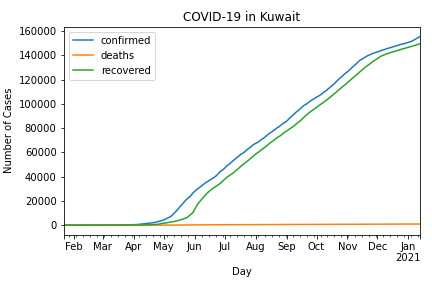 COVID-19 in Kuwait
confirmed
deaths
recovered
160000
140000
120000
100000
80000
60000
40000
20000
0
Number of Cases
Feb Mar Apr May Jun Jul Aug Sep Oct Nov Dec Jan
2021
Day